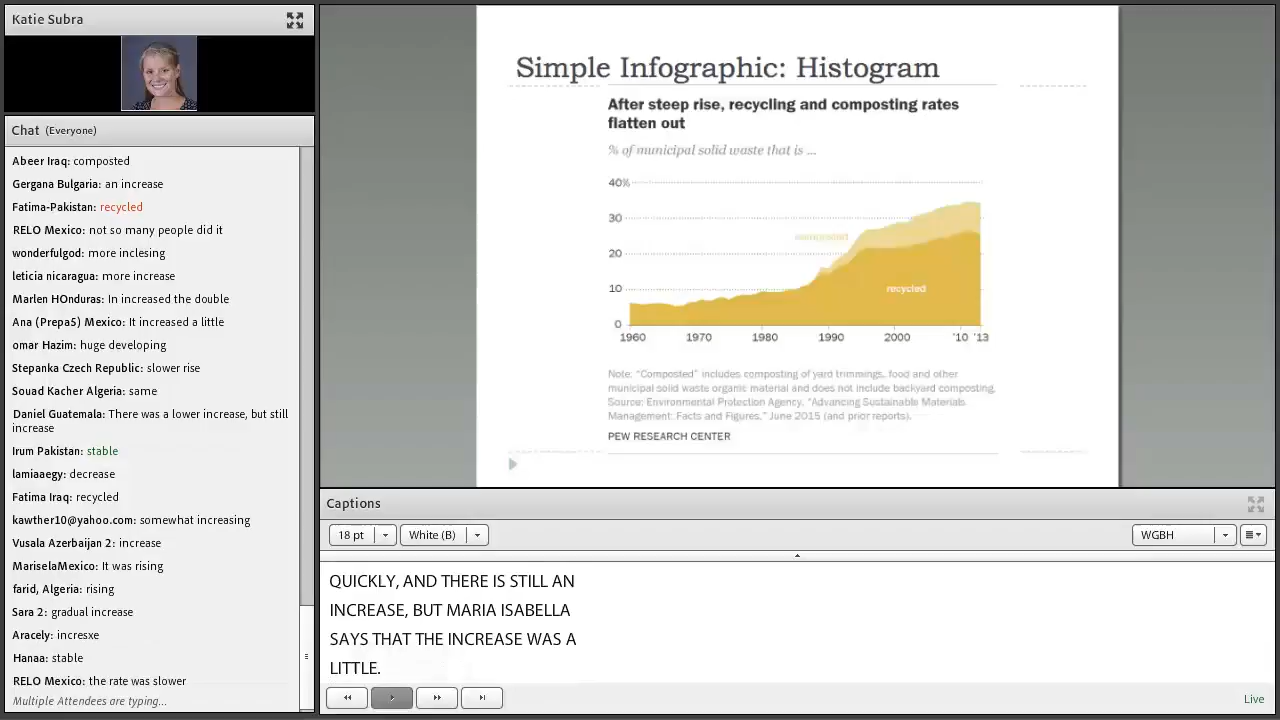 Katie Subra
Chat (Everyone)
Abeer Iraq: composted
Gergana Bulgaria: an increase
Fatima-Pakistan: recycled
RELO Mexico: not so many people did it
wonderfulgod: more inclesing
leticia nicaragua: more increase
Marlen HOnduras: In increased the double
Ana (Prepa5) Mexico: It increased a little
omar Hazm: huge developing
Stepanka Czech Republic: slower rise
Souad Kacher Algeria: same
Daniel Guatemala: There was a lower increase, but still
increase
Irum Pakistan: stable
lamiaaegy: decrease
Fatima Iraq: recycled
kawther10@yahoo.com: somewhat increasing
Vusala Azerbaijan 2: increase
MariselaMexico: It was rising
farid, Algeria: rising
Sara 2: gradual increase
Aracely: incresxe
Hanaa: stable
RELO Mexico: the rate was slower
Multiple Attendees are typing...
Simple Infographic: Histogram
After steep rise, recycling and composting rates
flatten out
% of municipal solid waste that is ...
40%
30
20
10
0
composted
recycled
1960 1970 1980 1990 2000 '10 '13
Note: "Composted" includes composting of yard trimmings, food and other
municipal solid waste organic material and does not include backyard composting.
Source: Environmental Protection Agency, "Advancing Sustainable Materials
Management: Facts and Figures," June 2015 (and prior reports).
PEW RESEARCH CENTER
Captions
18 pt White (B) WGBH
QUICKLY, AND THERE IS STILL AN
INCREASE, BUT MARIA ISABELLA
SAYS THAT THE INCREASE WAS A
LITTLE.
Live